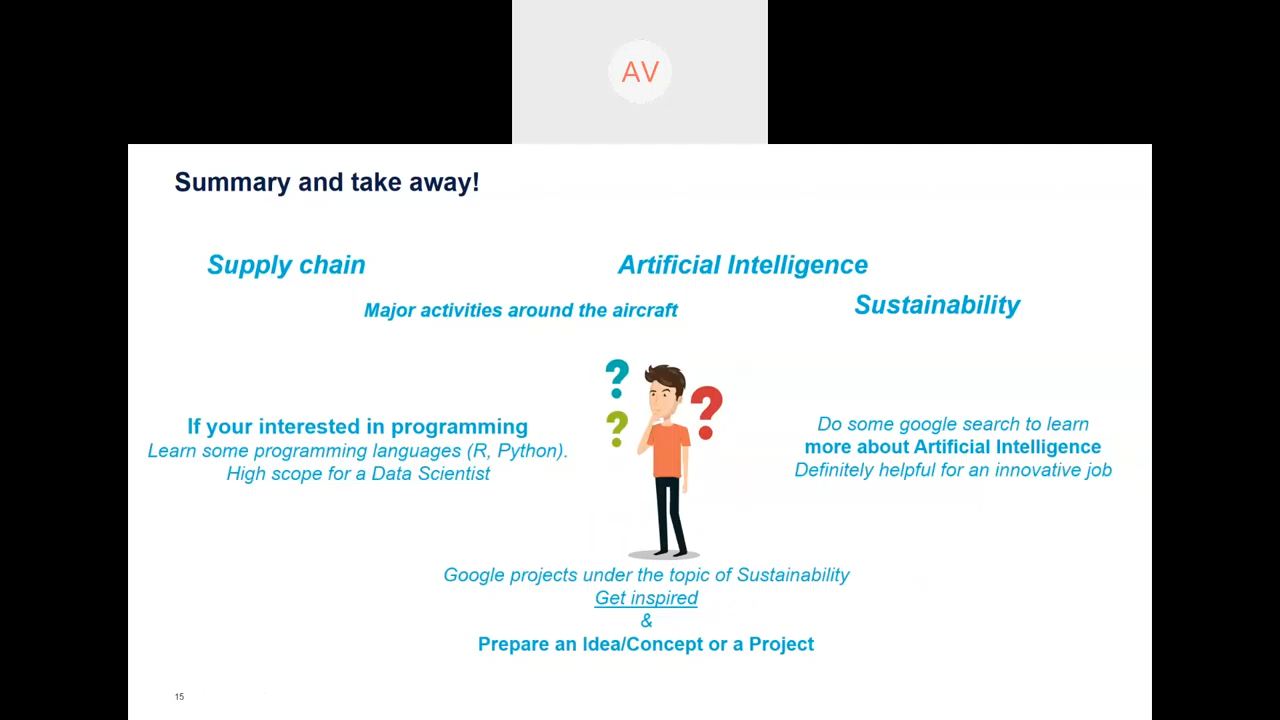 AV
Summary and take away!
Supply chain
Artificial Intelligence
Major activities around the aircraft
Sustainability
?
?
?
If your interested in programming
Learn some programming languages (R, Python).
High scope for a Data Scientist
Do some google search to learn
more about Artificial Intelligence
Definitely helpful for an innovative job
Google projects under the topic of Sustainability
Get inspired
&
Prepare an Idea/Concept or a Project
15